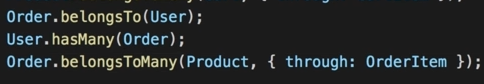 Order.belongsTo(User);
User.hasMany(Order);
Order.belongsToMany(Product, { through: OrderItem });